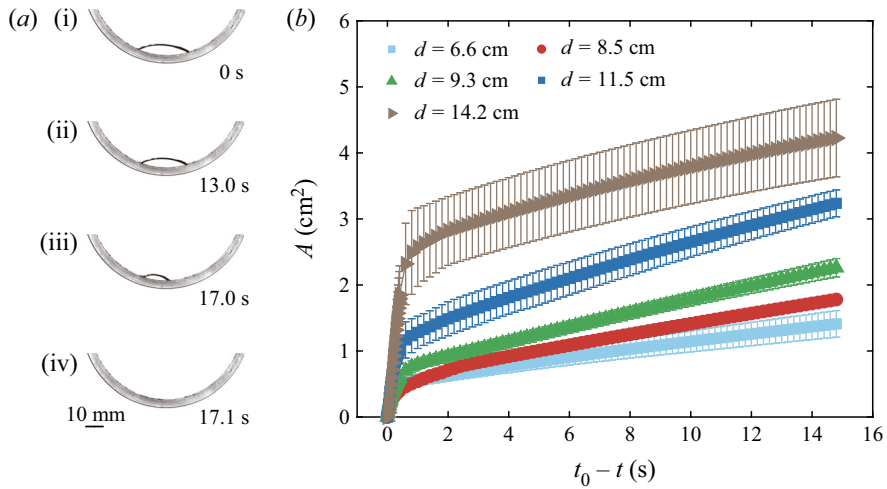 (a)
(i)
0 s
(ii)
13.0 s
(iii)
17.0 s
(iv)
10 mm
17.1 s
(b)
6
5
4
3
2
1
0
A (cm²)
d = 6.6 cm
d = 8.5 cm
d = 9.3 cm
d = 11.5 cm
d = 14.2 cm
0 2 4 6 8 10 12 14 16
t₀ – t (s)